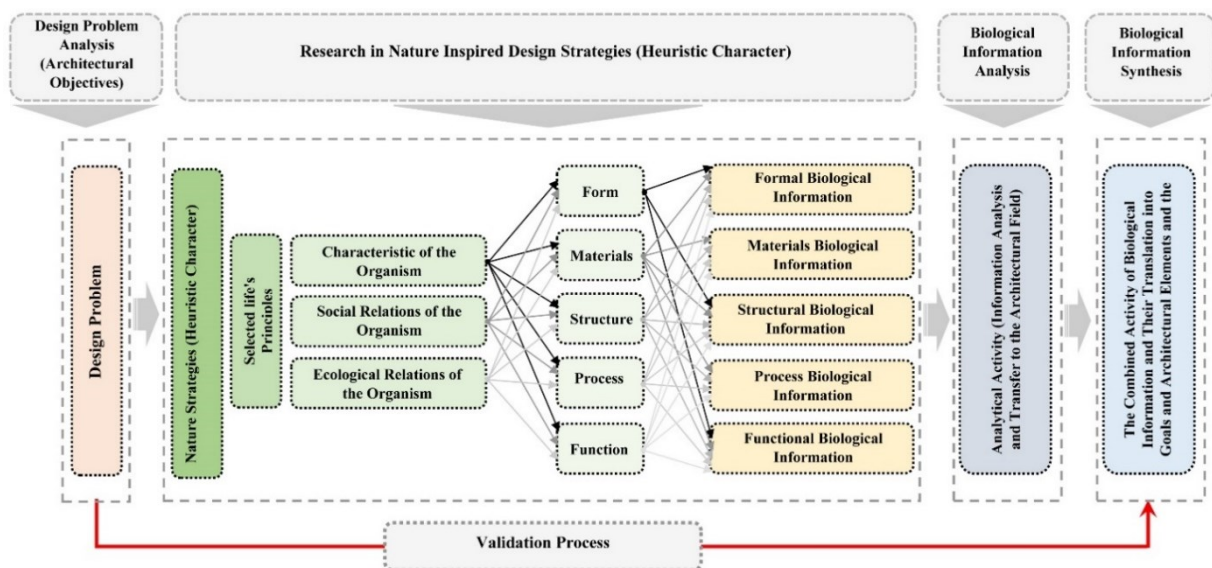 Design Problem
Analysis
(Architectural
Objectives)
Research in Nature Inspired Design Strategies (Heuristic Character)
Biological
Information
Analysis
Biological
Information
Synthesis
Design Problem
Nature Strategies (Heuristic Character)
Selected life's
Principles
Characteristic of the
Organism
Social Relations of the
Organism
Ecological Relations of
the Organism
Form
Materials
Structure
Process
Function
Formal Biological
Information
Materials Biological
Information
Structural Biological
Information
Process Biological
Information
Functional Biological
Information
Analytical Activity (Information Analysis
and Transfer to the Architectural Field)
The Combined Activity of Biological
Information and Their Translation into
Goals and Architectural Elements and the
Validation Process